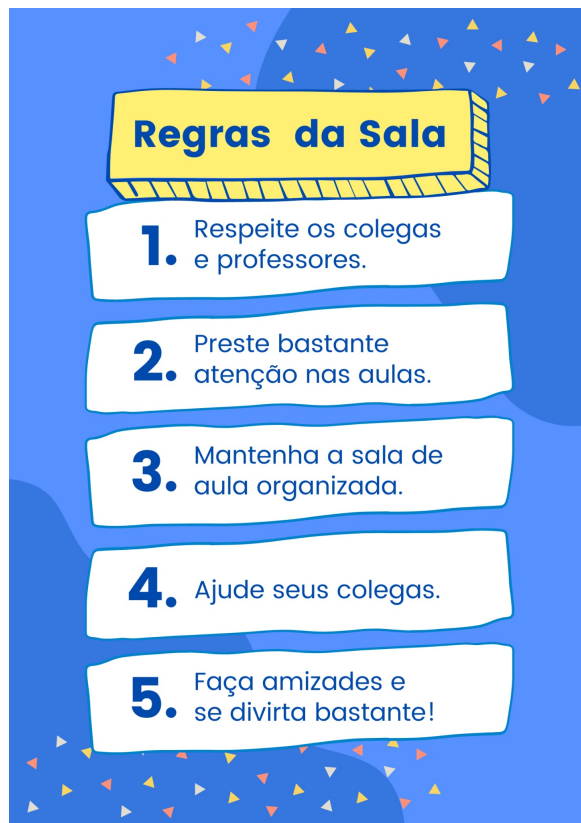 Regras da Sala
1. Respeite os colegas
e professores.
2. Preste bastante
atenção nas aulas.
3. Mantenha a sala de
aula organizada.
4. Ajude seus colegas.
5. Faça amizades e
se divirta bastante!